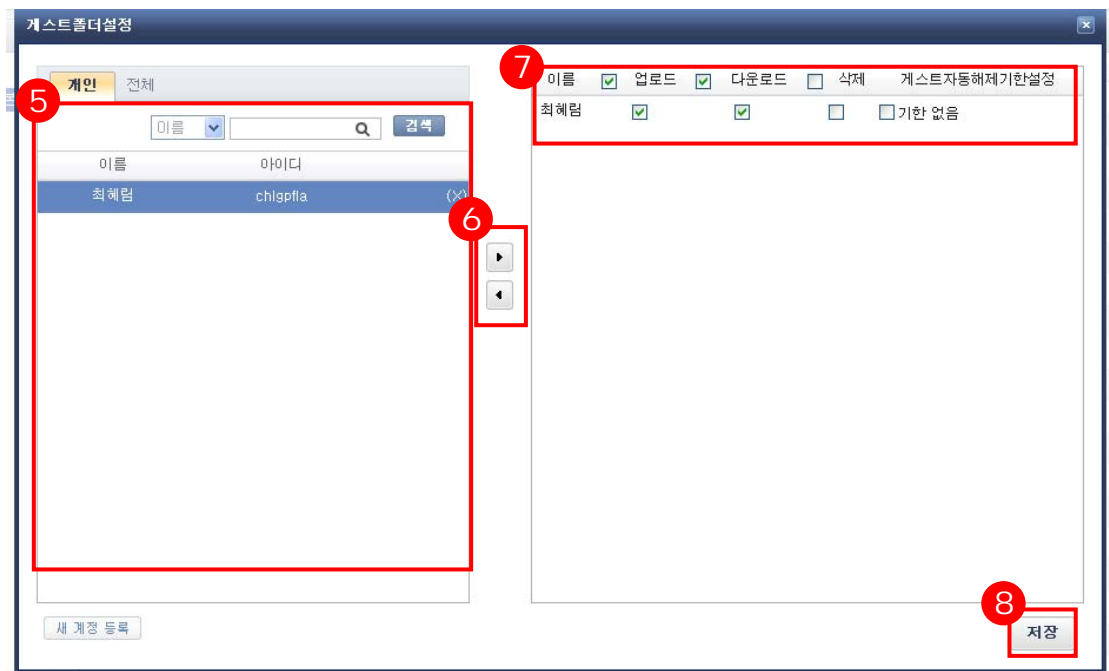 게스트폴더설정
개인 전체
5
이름 검색
이름 아이디
최혜림 chlgpfla (X)
6
7
이름 업로드 다운로드 삭제 게스트자동해제기한설정
최혜림 기한 없음
새 계정 등록
8
저장